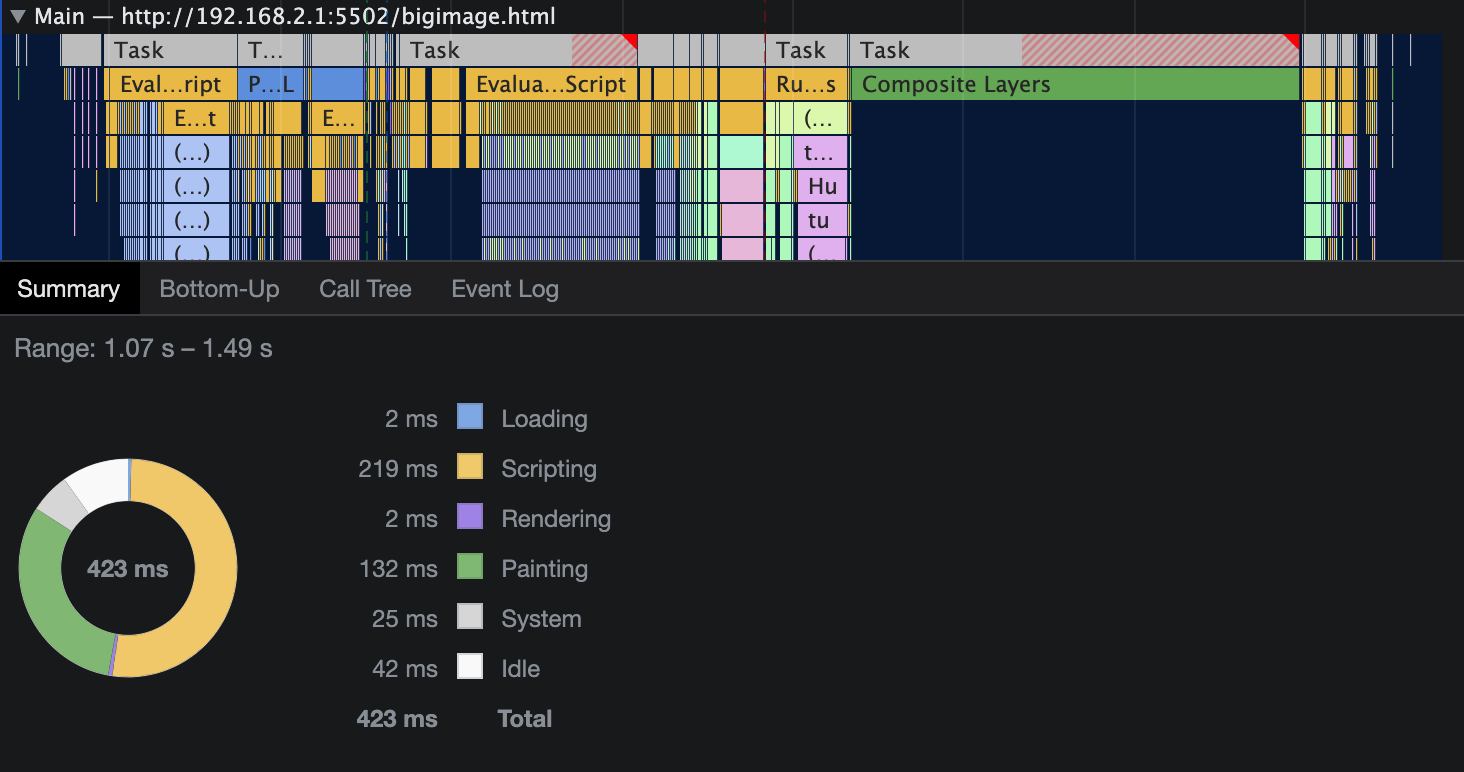 ▼ Main — http://192.168.2.1:5502/bigimage.html
Task T... Task Task Task
Eval...ript P...L Evalua...Script Ru...s Composite Layers
E...t E... (...
(...) t...
(...) Hu
(...) tu
(...) (...
Summary Bottom-Up Call Tree Event Log
Range: 1.07 s – 1.49 s
2 ms Loading
219 ms Scripting
2 ms Rendering
132 ms Painting
423 ms
25 ms System
42 ms Idle
423 ms Total